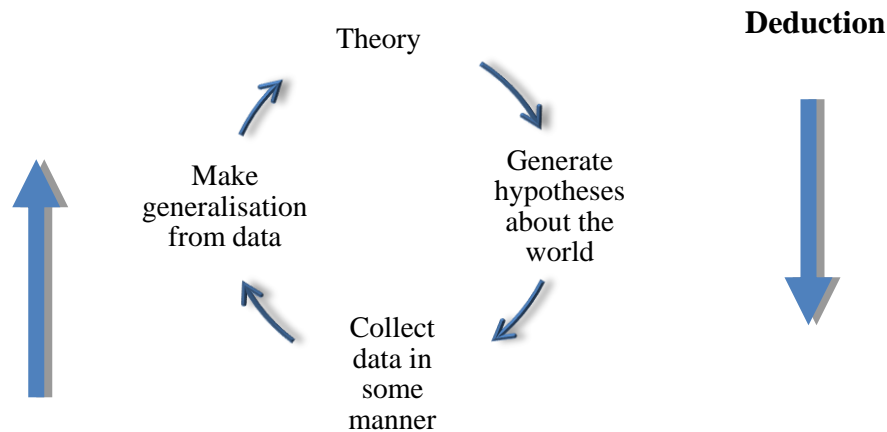 Deduction
Theory
Generate
hypotheses
about the
world
Make
generalisation
from data
Collect
data in
some
manner